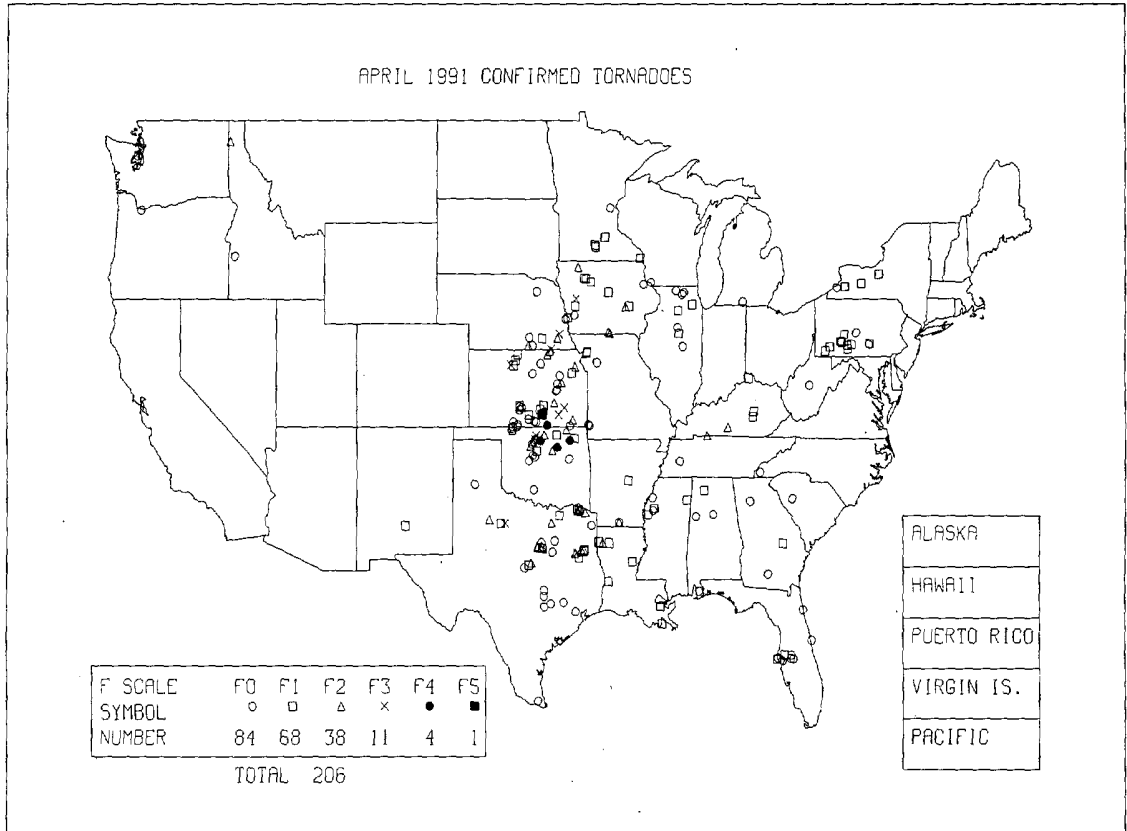 APRIL 1991 CONFIRMED TORNADOES
ALASKA
HAWAII
PUERTO RICO
VIRGIN IS.
PACIFIC
F SCALE F0 F1 F2 F3 F4 F5
SYMBOL ○ □ △ × ● ■
NUMBER 84 68 38 11 4 1
TOTAL 206